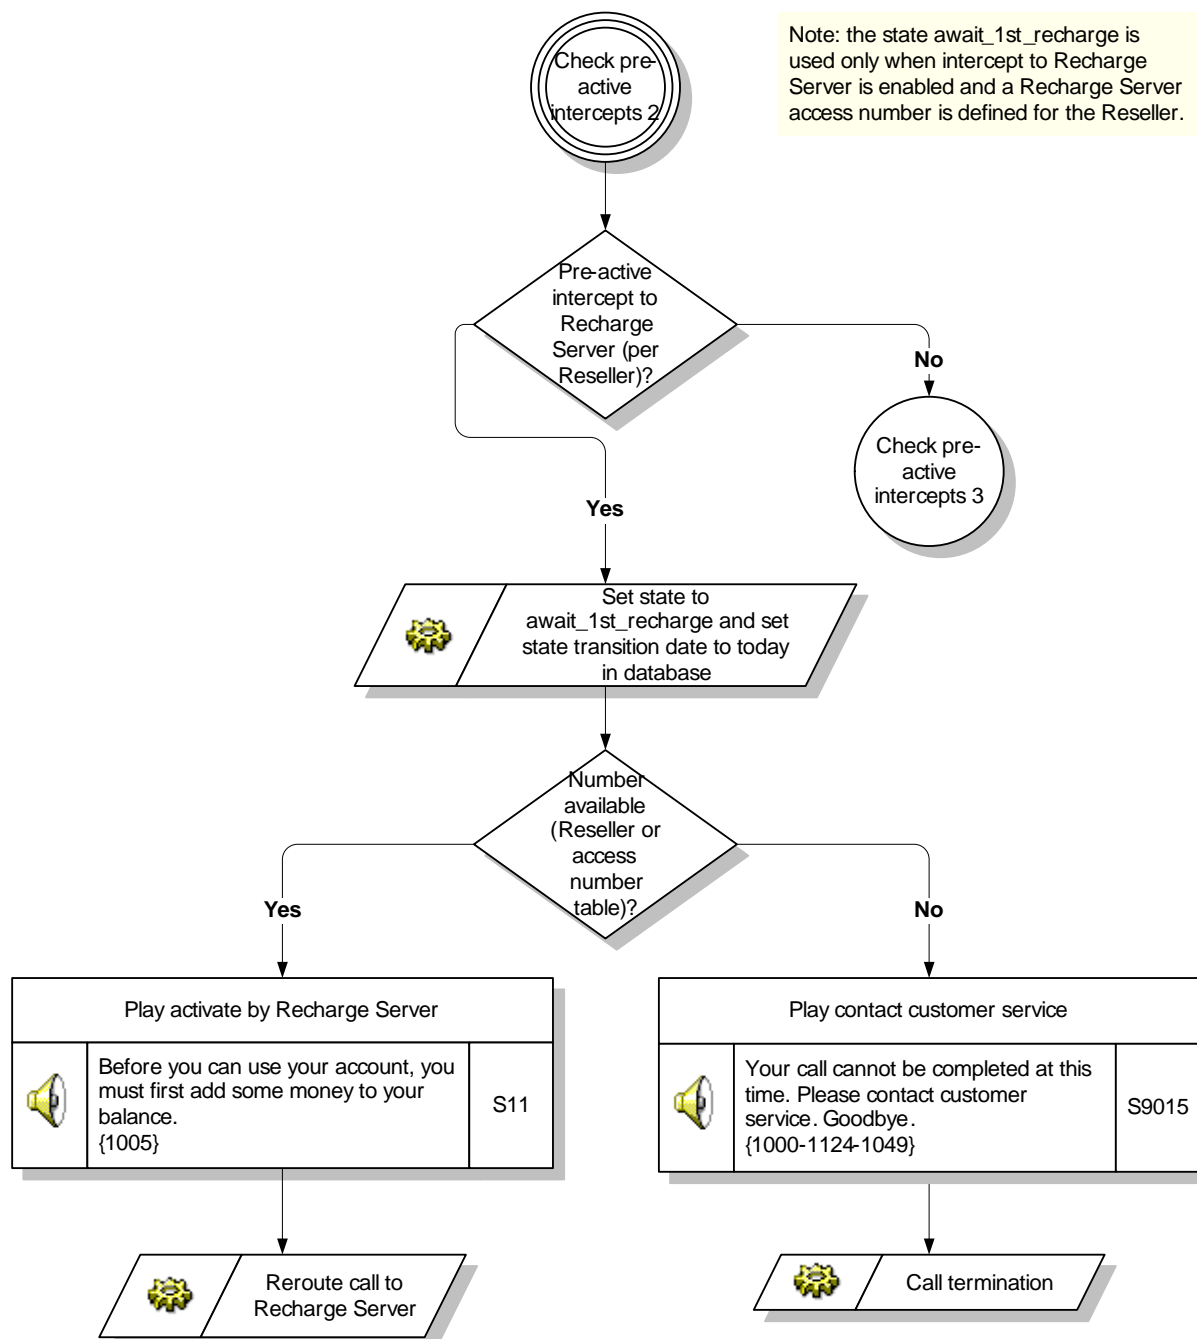 Check pre-
active
intercepts 2
Note: the state await_1st_recharge is
used only when intercept to Recharge
Server is enabled and a Recharge Server
access number is defined for the Reseller.
Pre-active
intercept to
Recharge
Server (per
Reseller)?
No
Check pre-
active
intercepts 3
Yes
Set state to
await_1st_recharge and set
state transition date to today
in database
Number
available
(Reseller or
access
number
table)?
Yes
No
Play activate by Recharge Server
Before you can use your account, you
must first add some money to your
balance.
{1005}
S11
Play contact customer service
Your call cannot be completed at this
time. Please contact customer
service. Goodbye.
{1000-1124-1049}
S9015
Reroute call to
Recharge Server
Call termination